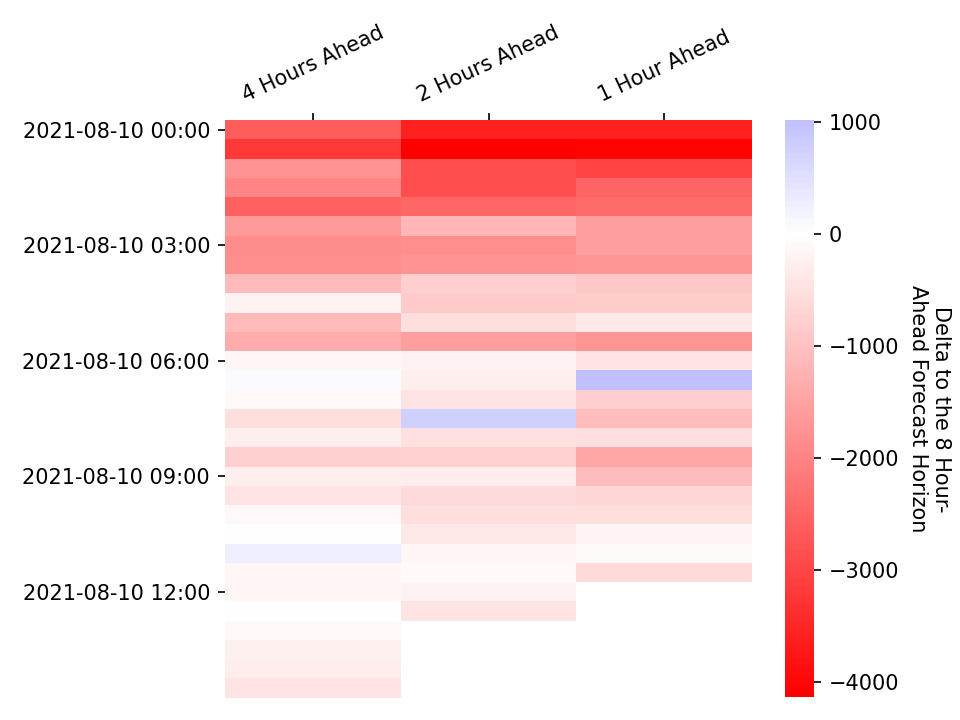 4 Hours Ahead
2 Hours Ahead
1 Hour Ahead
2021-08-10 00:00
2021-08-10 03:00
2021-08-10 06:00
2021-08-10 09:00
2021-08-10 12:00
1000
0
−1000
−2000
−3000
−4000
Delta to the 8 Hour-
Ahead Forecast Horizon